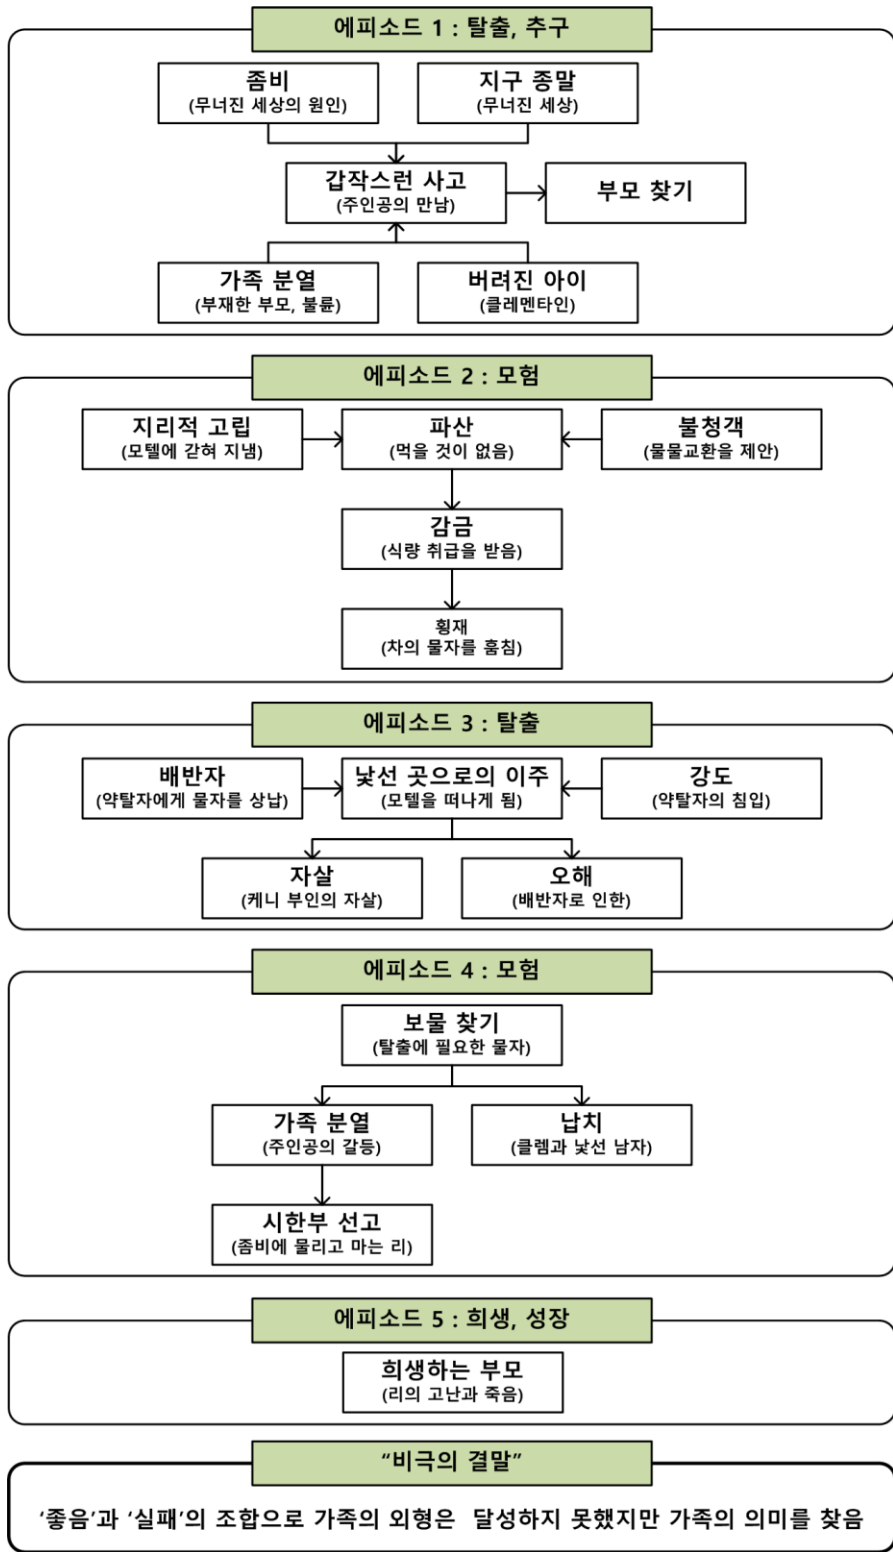 에피소드 1 : 탈출, 추구
좀비
(무너진 세상의 원인)
지구 종말
(무너진 세상)
갑작스런 사고
(주인공의 만남)
부모 찾기
가족 분열
(부재한 부모, 불륜)
버려진 아이
(클레멘타인)
에피소드 2 : 모험
지리적 고립
(모텔에 갇혀 지냄)
파산
(먹을 것이 없음)
불청객
(물물교환을 제안)
감금
(식량 취급을 받음)
횡재
(차의 물자를 훔침)
에피소드 3 : 탈출
배반자
(약탈자에게 물자를 상납)
낯선 곳으로의 이주
(모텔을 떠나게 됨)
강도
(약탈자의 침입)
자살
(케니 부인의 자살)
오해
(배반자로 인한)
에피소드 4 : 모험
보물 찾기
(탈출에 필요한 물자)
가족 분열
(주인공의 갈등)
납치
(클렘과 낯선 남자)
시한부 선고
(좀비에 물리고 마는 리)
에피소드 5 : 희생, 성장
희생하는 부모
(리의 고난과 죽음)
“비극의 결말”
‘좋음’과 ‘실패’의 조합으로 가족의 외형은 달성하지 못했지만 가족의 의미를 찾음